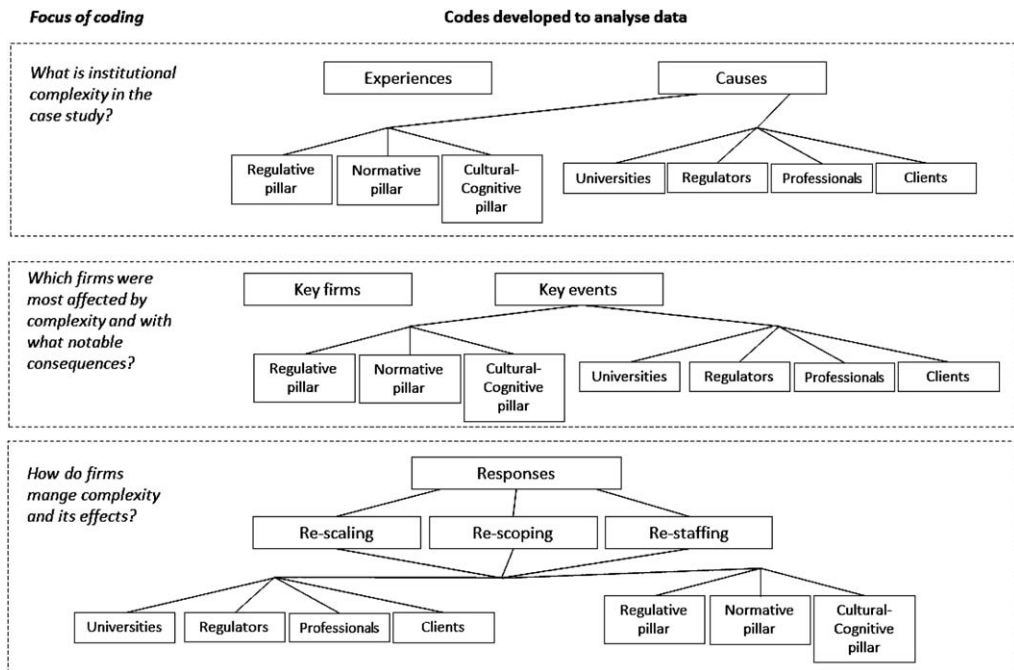 Focus of coding
Codes developed to analyse data
What is institutional
complexity in the
case study?
Experiences
Causes
Regulative
pillar
Normative
pillar
Cultural-
Cognitive
pillar
Universities
Regulators
Professionals
Clients
Which firms were
most affected by
complexity and with
what notable
consequences?
Key firms
Key events
Regulative
pillar
Normative
pillar
Cultural-
Cognitive
pillar
Universities
Regulators
Professionals
Clients
How do firms
mange complexity
and its effects?
Responses
Re-scaling
Re-scoping
Re-staffing
Universities
Regulators
Professionals
Clients
Regulative
pillar
Normative
pillar
Cultural-
Cognitive
pillar